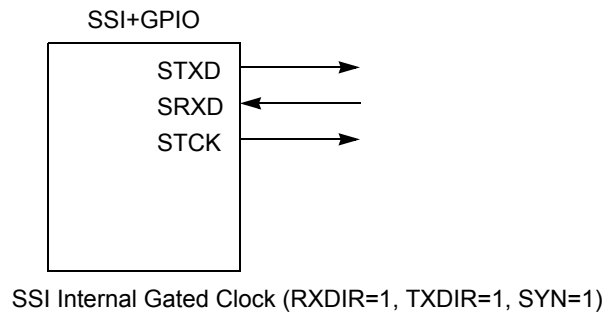 SSI+GPIO
STXD
SRXD
STCK
SSI Internal Gated Clock (RXDIR=1, TXDIR=1, SYN=1)